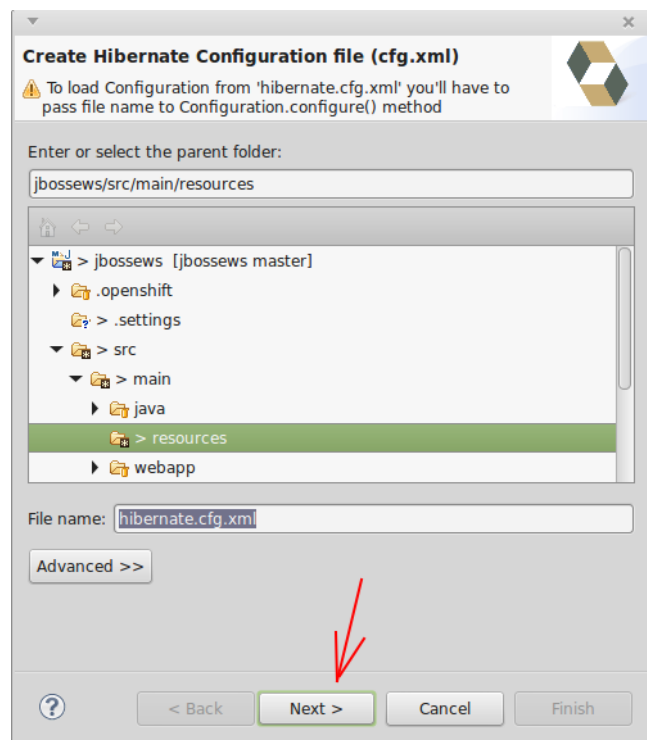 Create Hibernate Configuration file (cfg.xml)
To load Configuration from 'hibernate.cfg.xml' you'll have to
pass file name to Configuration.configure() method
Enter or select the parent folder:
jbossews/src/main/resources
> jbossews [jbossews master]
.openshift
> .settings
> src
> main
java
> resources
webapp
File name: hibernate.cfg.xml
Advanced >>
< Back Next > Cancel Finish